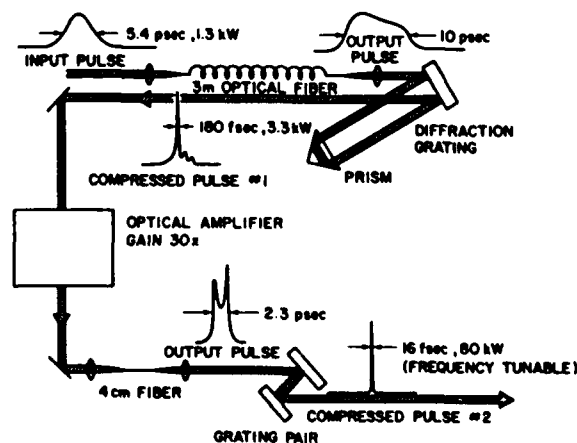 5.4 psec, 1.3 kW
INPUT PULSE
OUTPUT
PULSE
10 psec
3m OPTICAL FIBER
180 fsec, 3.3 kW
COMPRESSED PULSE #1
DIFFRACTION
GRATING
PRISM
OPTICAL AMPLIFIER
GAIN 30x
2.3 psec
OUTPUT PULSE
4 cm FIBER
16 fsec, 80 kW
(FREQUENCY TUNABLE)
COMPRESSED PULSE #2
GRATING PAIR